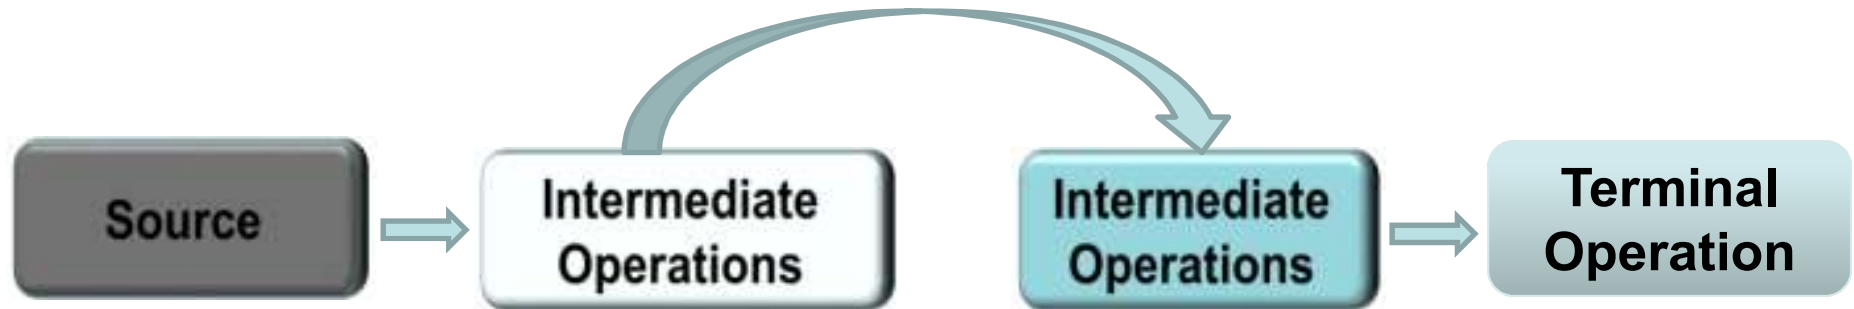 Source
Intermediate
Operations
Intermediate
Operations
Terminal
Operation